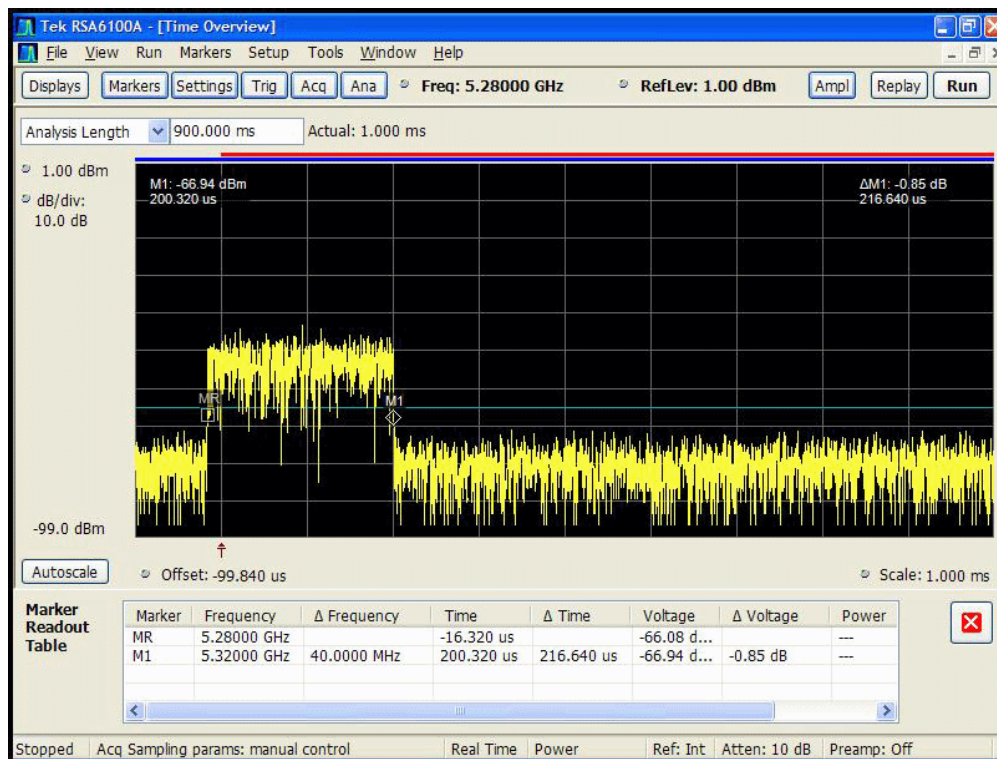 Tek RSA6100A - [Time Overview]
File View Run Markers Setup Tools Window Help
Displays Markers Settings Trig Acq Ana Freq: 5.28000 GHz RefLev: 1.00 dBm Ampl Replay Run
Analysis Length 900.000 ms Actual: 1.000 ms
1.00 dBm
dB/div:
10.0 dB
M1: -66.94 dBm
200.320 us
ΔM1: -0.85 dB
216.640 us
MR
M1
-99.0 dBm
Autoscale Offset: -99.840 us Scale: 1.000 ms
Marker
Readout
Table
Marker Frequency Δ Frequency Time Δ Time Voltage Δ Voltage Power
MR 5.28000 GHz -16.320 us -66.08 d... ---
M1 5.32000 GHz 40.0000 MHz 200.320 us 216.640 us -66.94 d... -0.85 dB ---
Stopped Acq Sampling params: manual control Real Time Power Ref: Int Atten: 10 dB Preamp: Off